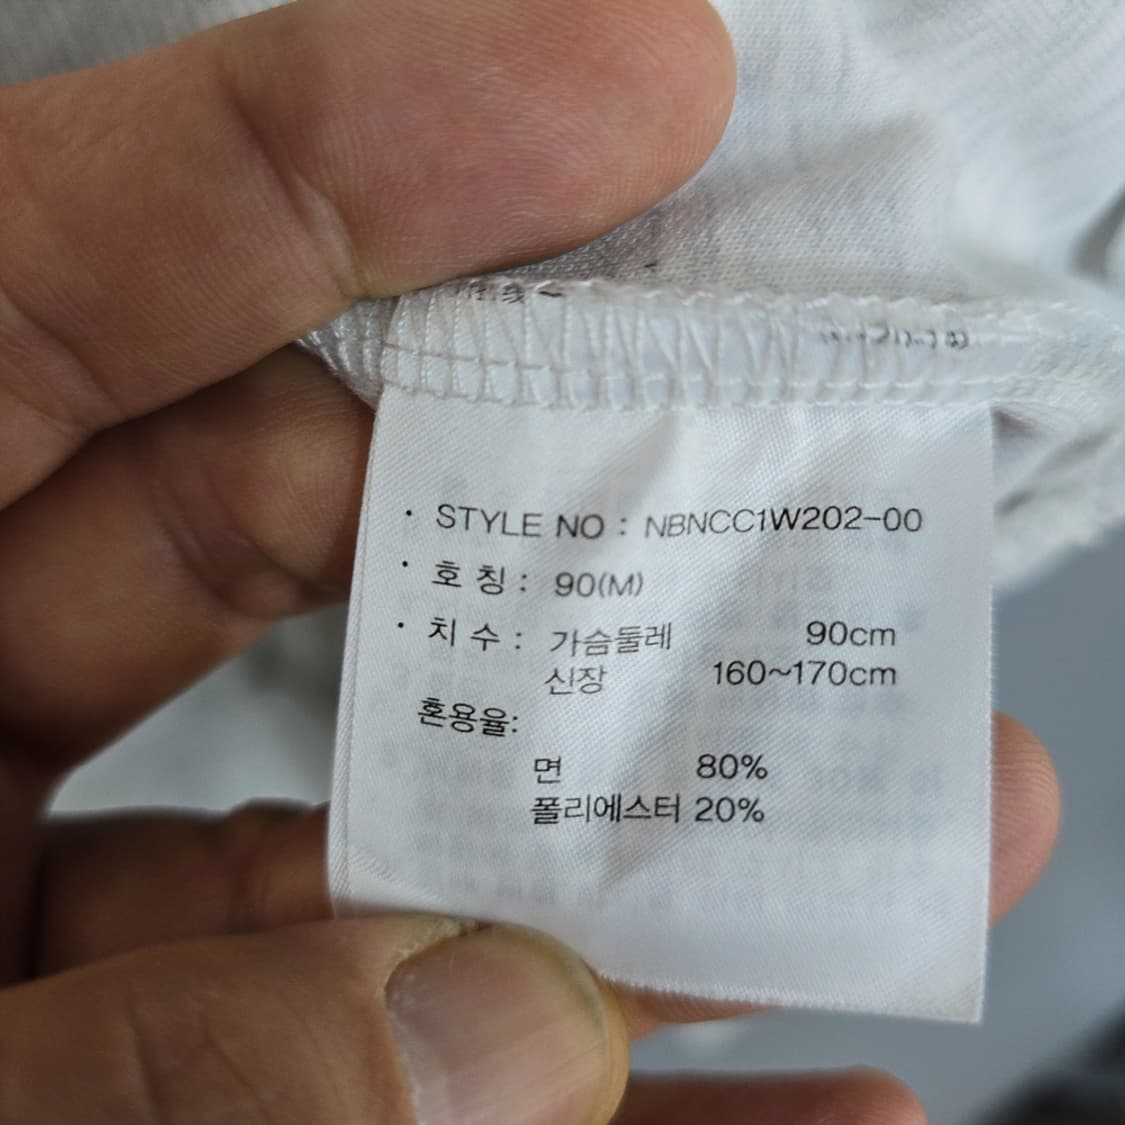 · STYLE NO : NBNCC1W202-00
· 호 칭 : 90(M)
· 치 수 : 가슴둘레 90cm
신장 160~170cm
혼용율:
면 80%
폴리에스터 20%